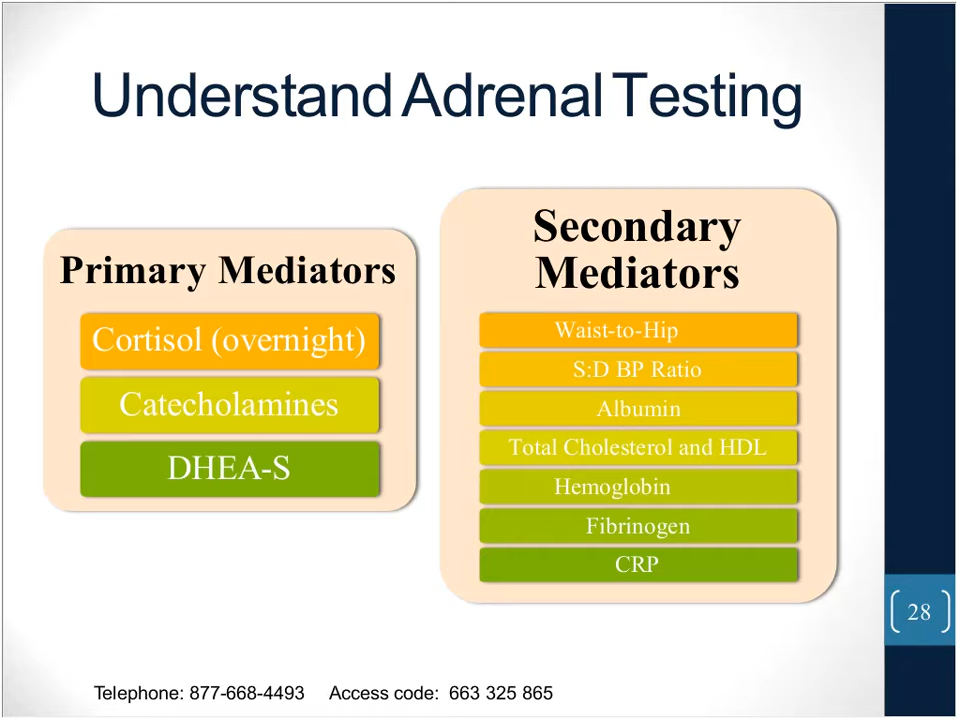 Understand Adrenal Testing
Primary Mediators
Cortisol (overnight)
Catecholamines
DHEA-S
Secondary
Mediators
Waist-to-Hip
S:D BP Ratio
Albumin
Total Cholesterol and HDL
Hemoglobin
Fibrinogen
CRP
28
Telephone: 877-668-4493 Access code: 663 325 865